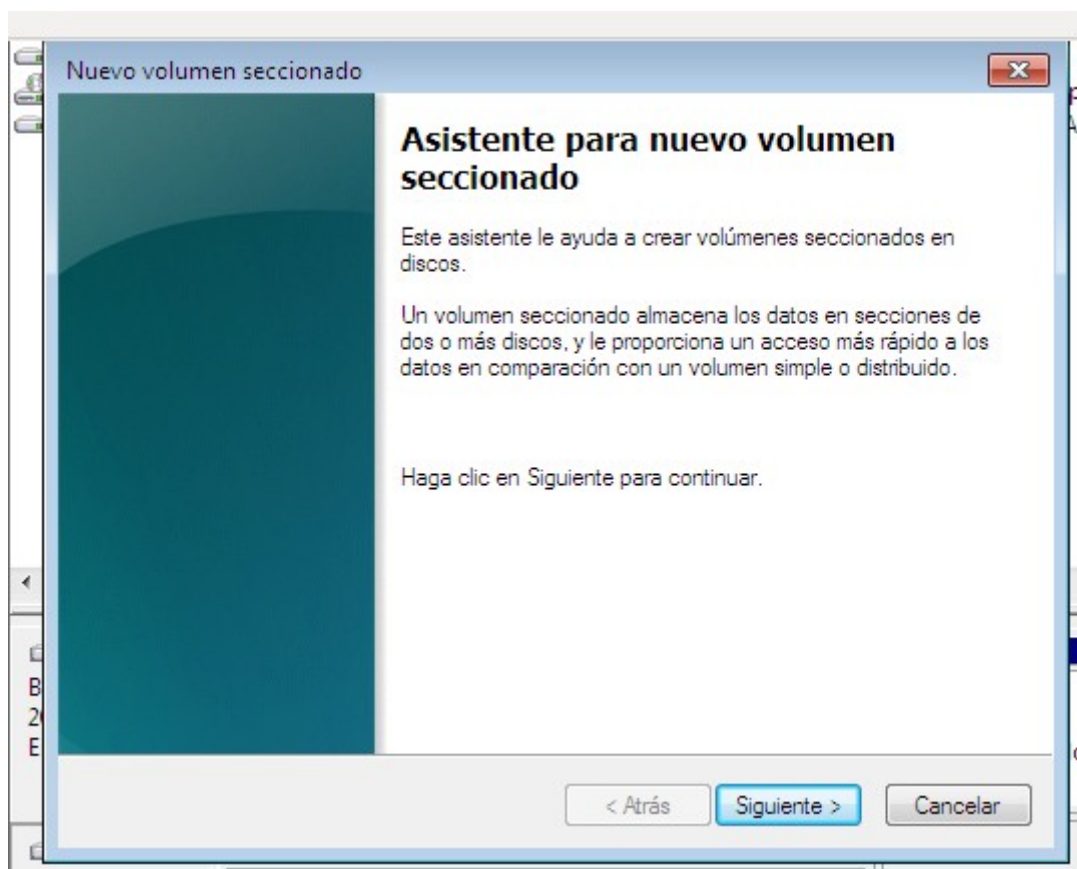 Nuevo volumen seccionado
Asistente para nuevo volumen
seccionado
Este asistente le ayuda a crear volúmenes seccionados en
discos.
Un volumen seccionado almacena los datos en secciones de
dos o más discos, y le proporciona un acceso más rápido a los
datos en comparación con un volumen simple o distribuido.
Haga clic en Siguiente para continuar.
B
2
E
< Atrás
Siguiente >
Cancelar